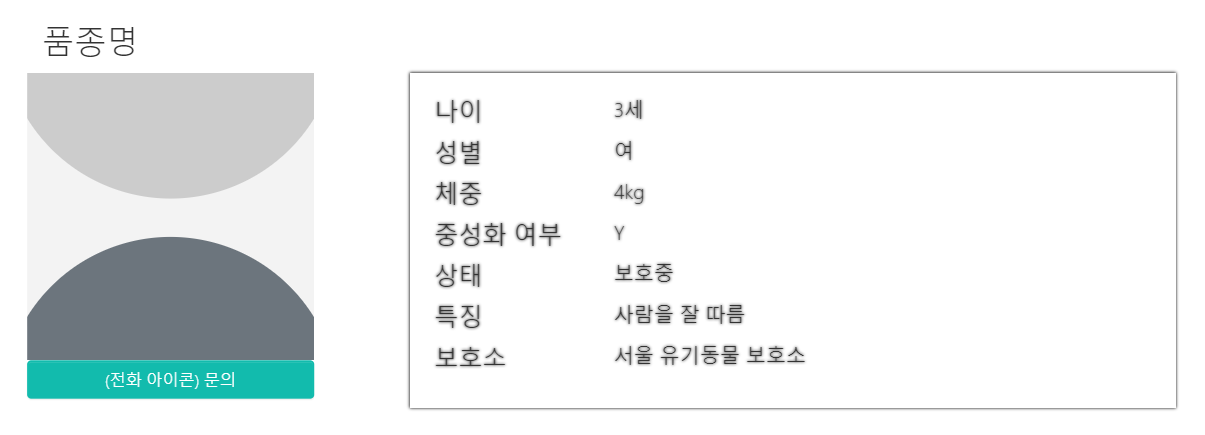 품종명
나이 3세
성별 여
체중 4kg
중성화 여부 Y
상태 보호중
특징 사람을 잘 따름
보호소 서울 유기동물 보호소
(전화 아이콘) 문의